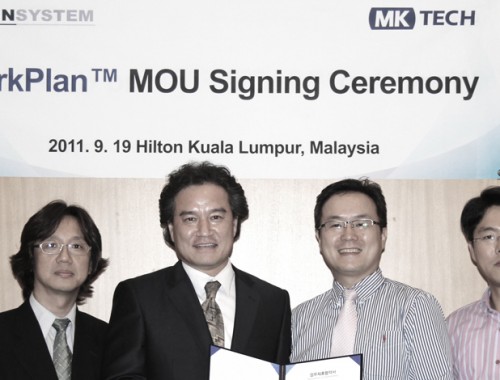 NSYSTEM
MK TECH
rkPlan™ MOU Signing Ceremony
2011. 9. 19 Hilton Kuala Lumpur, Malaysia